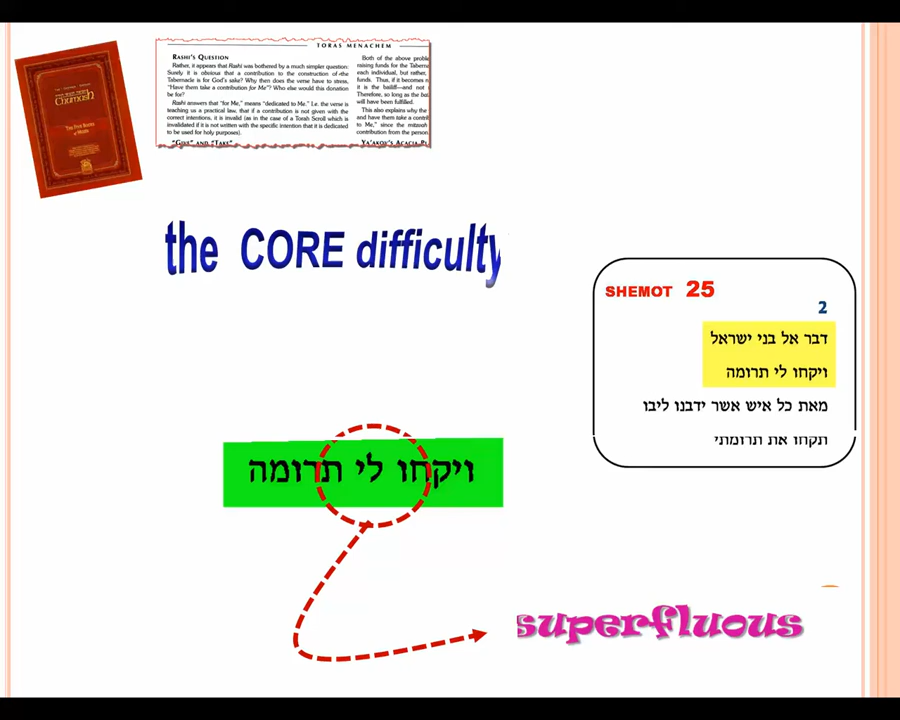 Chumash
THE FIVE BOOKS
OF MOSES
TORAS MENACHEM
RASHI'S QUESTION
Rather, it appears that Rashi was bothered by a much simpler question:
Surely it is obvious that a contribution to the construction of the
Tabernacle is for God's sake? Why then does the verse have to stress,
"Have them take a contribution for Me"? Who else would this donation
be for?
Rashi answers that "for Me," means "dedicated to Me." I.e. the verse is
teaching us a practical law, that if a contribution is not given with the
correct intentions, it is invalid (as in the case of a Torah Scroll which is
invalidated if it is not written with the specific intention that it is dedicated
to be used for holy purposes).
"GIVE" AND "TAKE"
Both of the above
raising funds for the
each individual, but rather,
funds. Thus, if it becomes
it is the bailiff—and not
Therefore, so long as the
will have been fulfilled.
This also explains why the
and have them take a
to Me," since the
contribution from the person
YA'AKOV'S ACACIA
the CORE difficulty
SHEMOT 25
2
דבר אל בני ישראל
ויקחו לי תרומה
מאת כל איש אשר ידבנו ליבו
תקחו את תרומתי
ויקחו לי תרומה
superfluous